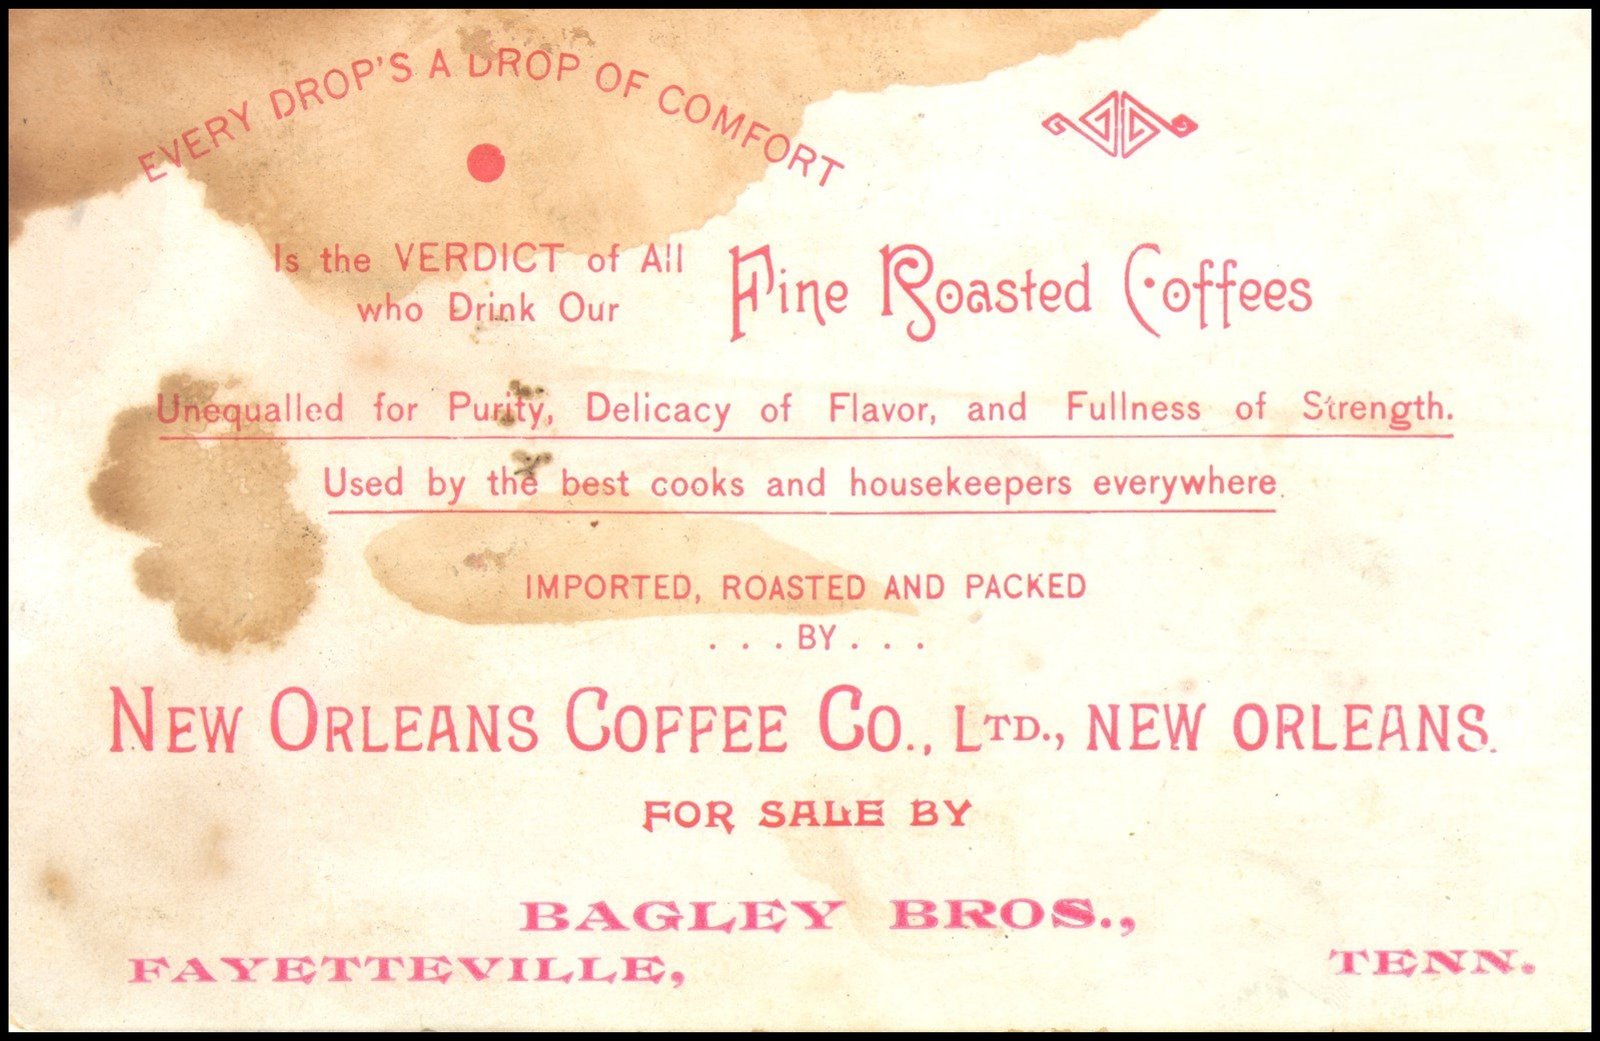 EVERY DROP'S A DROP OF COMFORT
Is the VERDICT of All
who Drink Our
Fine Roasted Coffees
Unequalled for Purity, Delicacy of Flavor, and Fullness of Strength.
Used by the best cooks and housekeepers everywhere.
IMPORTED, ROASTED AND PACKED
. . . BY . . .
NEW ORLEANS COFFEE CO., LTD., NEW ORLEANS.
FOR SALE BY
BAGLEY BROS.,
FAYETTEVILLE, TENN.